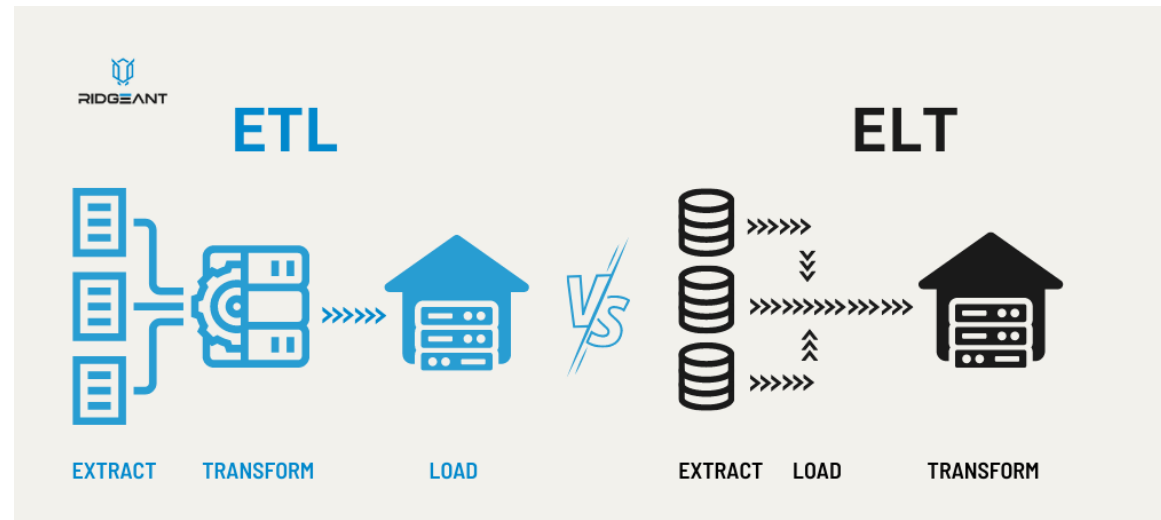 RIDGEANT
ETL
ELT
VS
EXTRACT TRANSFORM LOAD
EXTRACT LOAD TRANSFORM